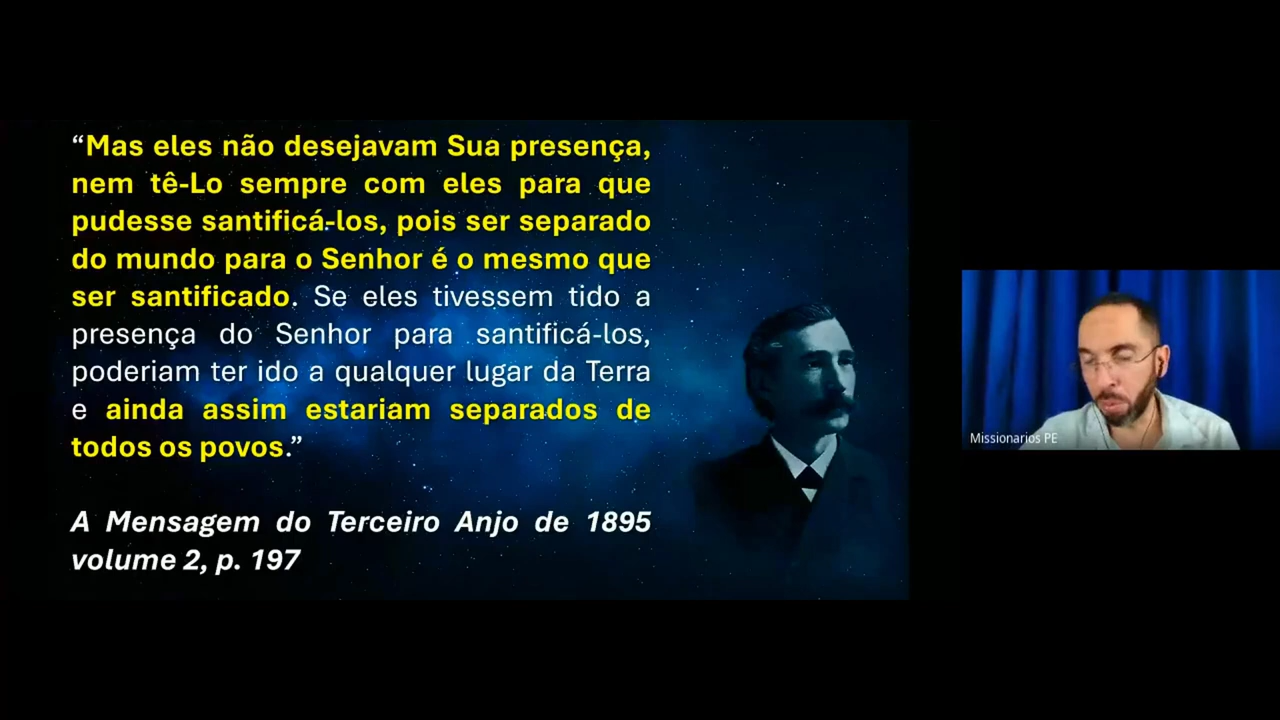 “Mas eles não desejavam Sua presença,
nem tê-Lo sempre com eles para que
pudesse santificá-los, pois ser separado
do mundo para o Senhor é o mesmo que
ser santificado. Se eles tivessem tido a
presença do Senhor para santificá-los,
poderiam ter ido a qualquer lugar da Terra
e ainda assim estariam separados de
todos os povos.”
A Mensagem do Terceiro Anjo de 1895
volume 2, p. 197
Missionarios PE